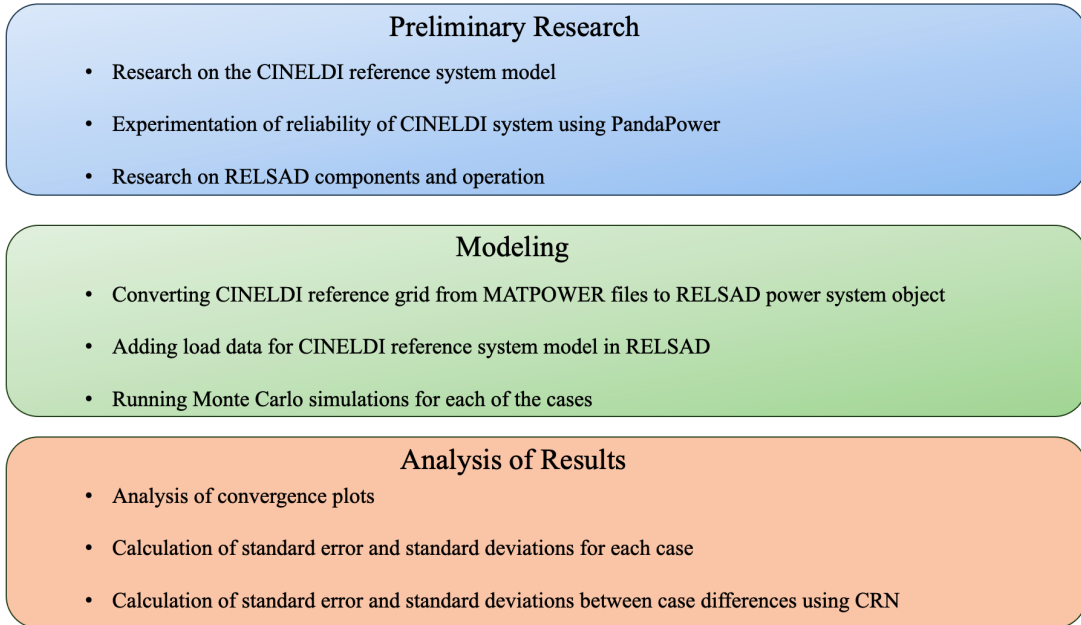 Preliminary Research
• Research on the CINELDI reference system model
• Experimentation of reliability of CINELDI system using PandaPower
• Research on RELSAD components and operation
Modeling
• Converting CINELDI reference grid from MATPOWER files to RELSAD power system object
• Adding load data for CINELDI reference system model in RELSAD
• Running Monte Carlo simulations for each of the cases
Analysis of Results
• Analysis of convergence plots
• Calculation of standard error and standard deviations for each case
• Calculation of standard error and standard deviations between case differences using CRN